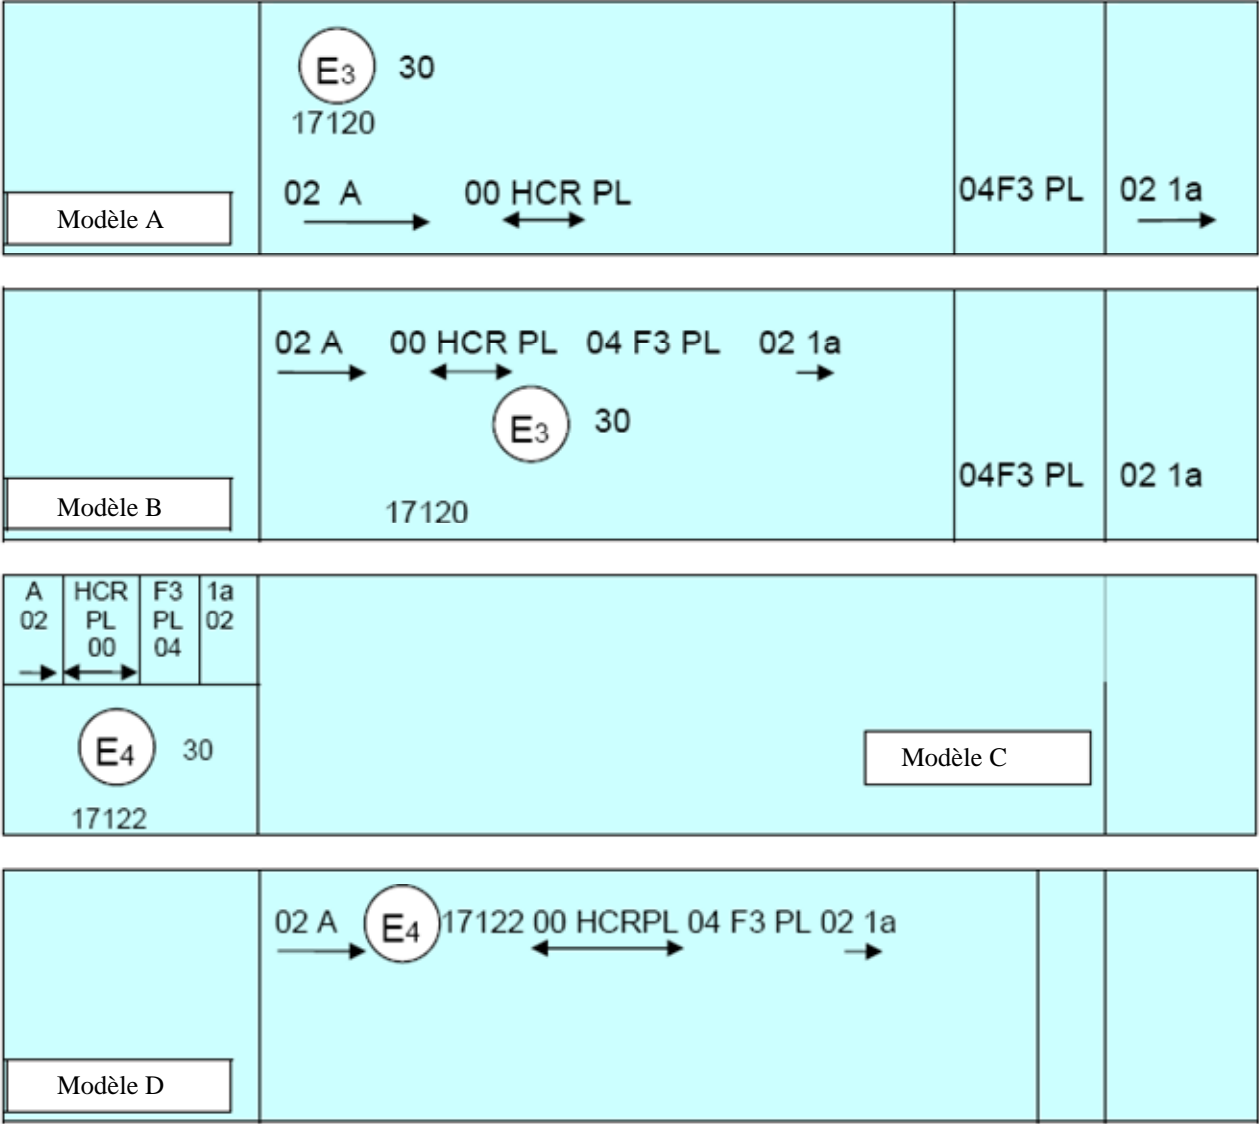 E3 30
17120
02 A 00 HCR PL 04F3 PL 02 1a
Modèle A
02 A 00 HCR PL 04 F3 PL 02 1a
E3 30
04F3 PL 02 1a
Modèle B 17120
A HCR F3 1a
02 PL PL 02
00 04
E4 30
Modèle C
17122
02 A E4 17122 00 HCRPL 04 F3 PL 02 1a
Modèle D